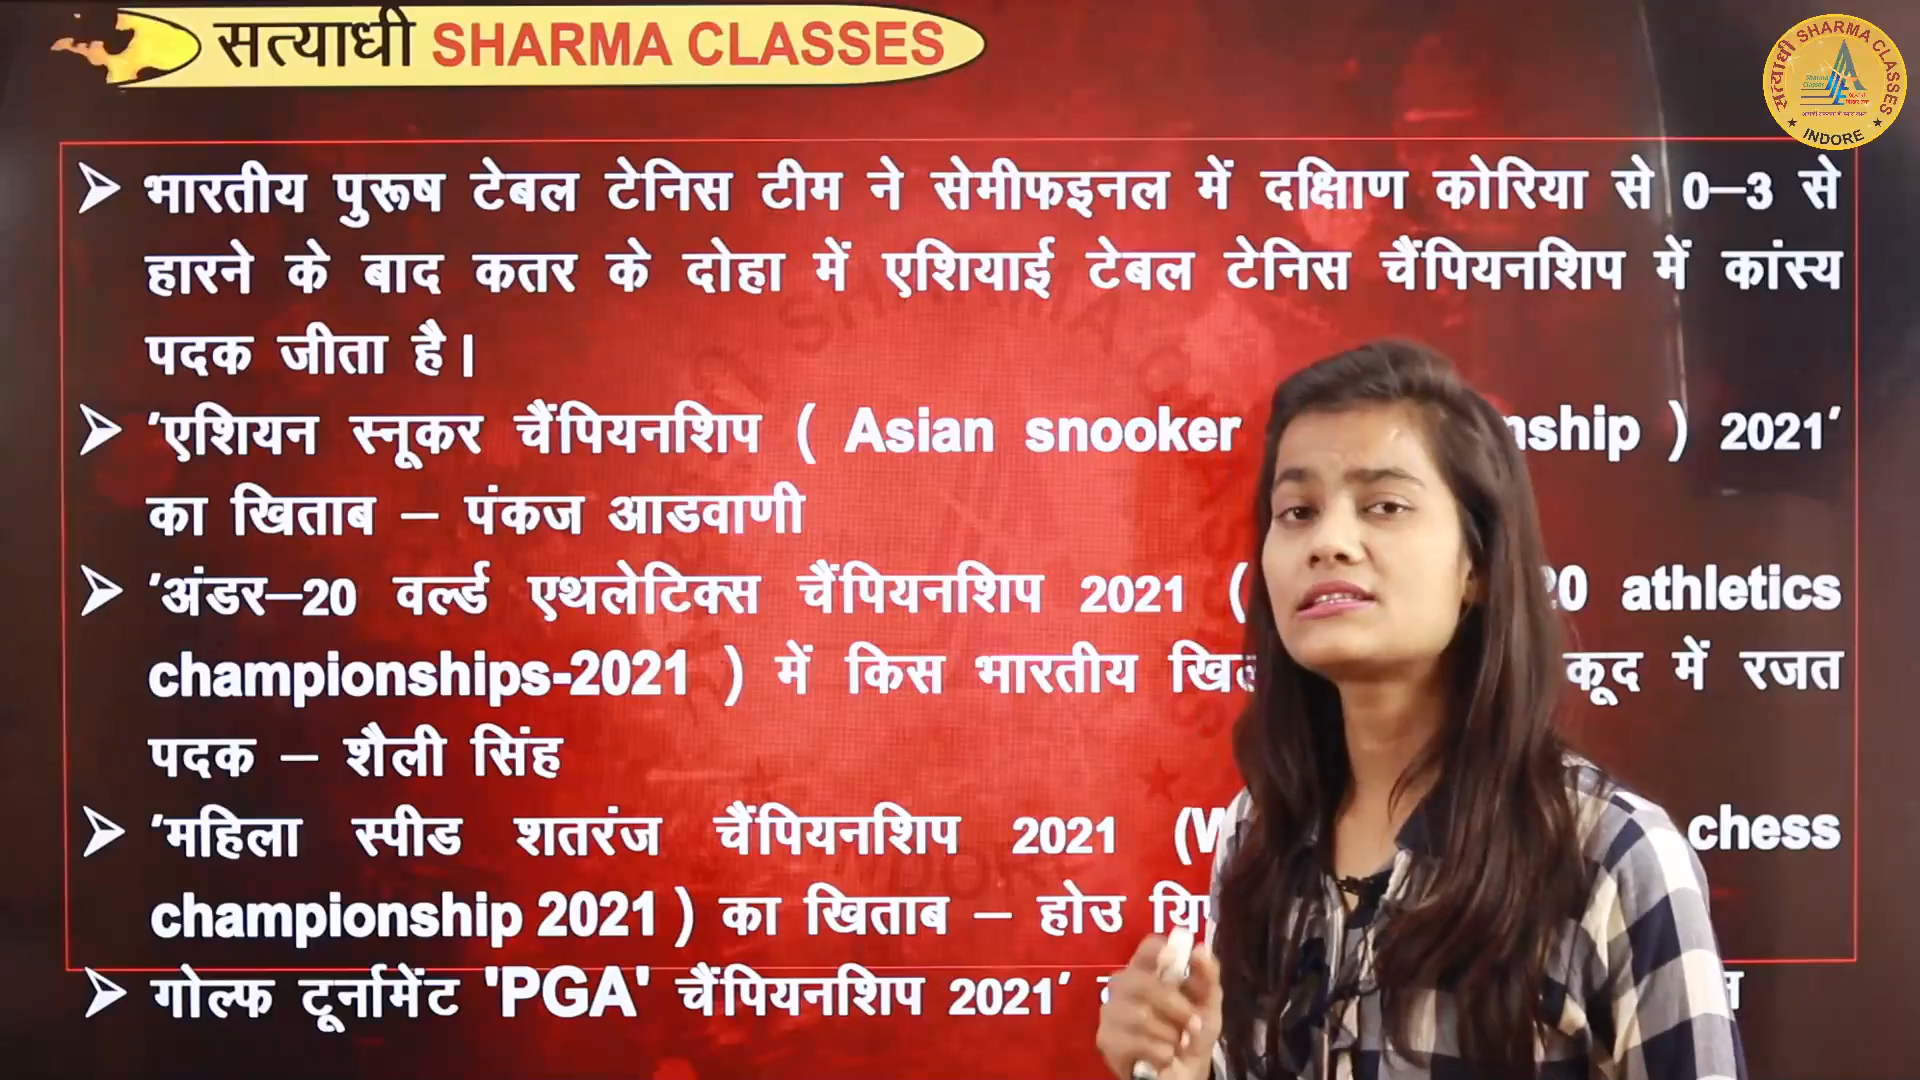 सत्याधी SHARMA CLASSES
सत्याधी SHARMA CLASSES
INDORE
भारतीय पुरूष टेबल टेनिस टीम ने सेमीफइनल में दक्षिाण कोरिया से 0–3 से
हारने के बाद कतर के दोहा में एशियाई टेबल टेनिस चैंपियनशिप में कांस्य
पदक जीता है।
'एशियन स्नूकर चैंपियनशिप ( Asian snooker nship ) 2021'
का खिताब – पंकज आडवाणी
'अंडर–20 वर्ल्ड एथलेटिक्स चैंपियनशिप 2021 ( 20 athletics
championships-2021 ) में किस भारतीय कूद में रजत
पदक – शैली सिंह
'महिला स्पीड शतरंज चैंपियनशिप 2021 ( chess
championship 2021 ) का खिताब – होउ
गोल्फ टूर्नामेंट 'PGA' चैंपियनशिप 2021'